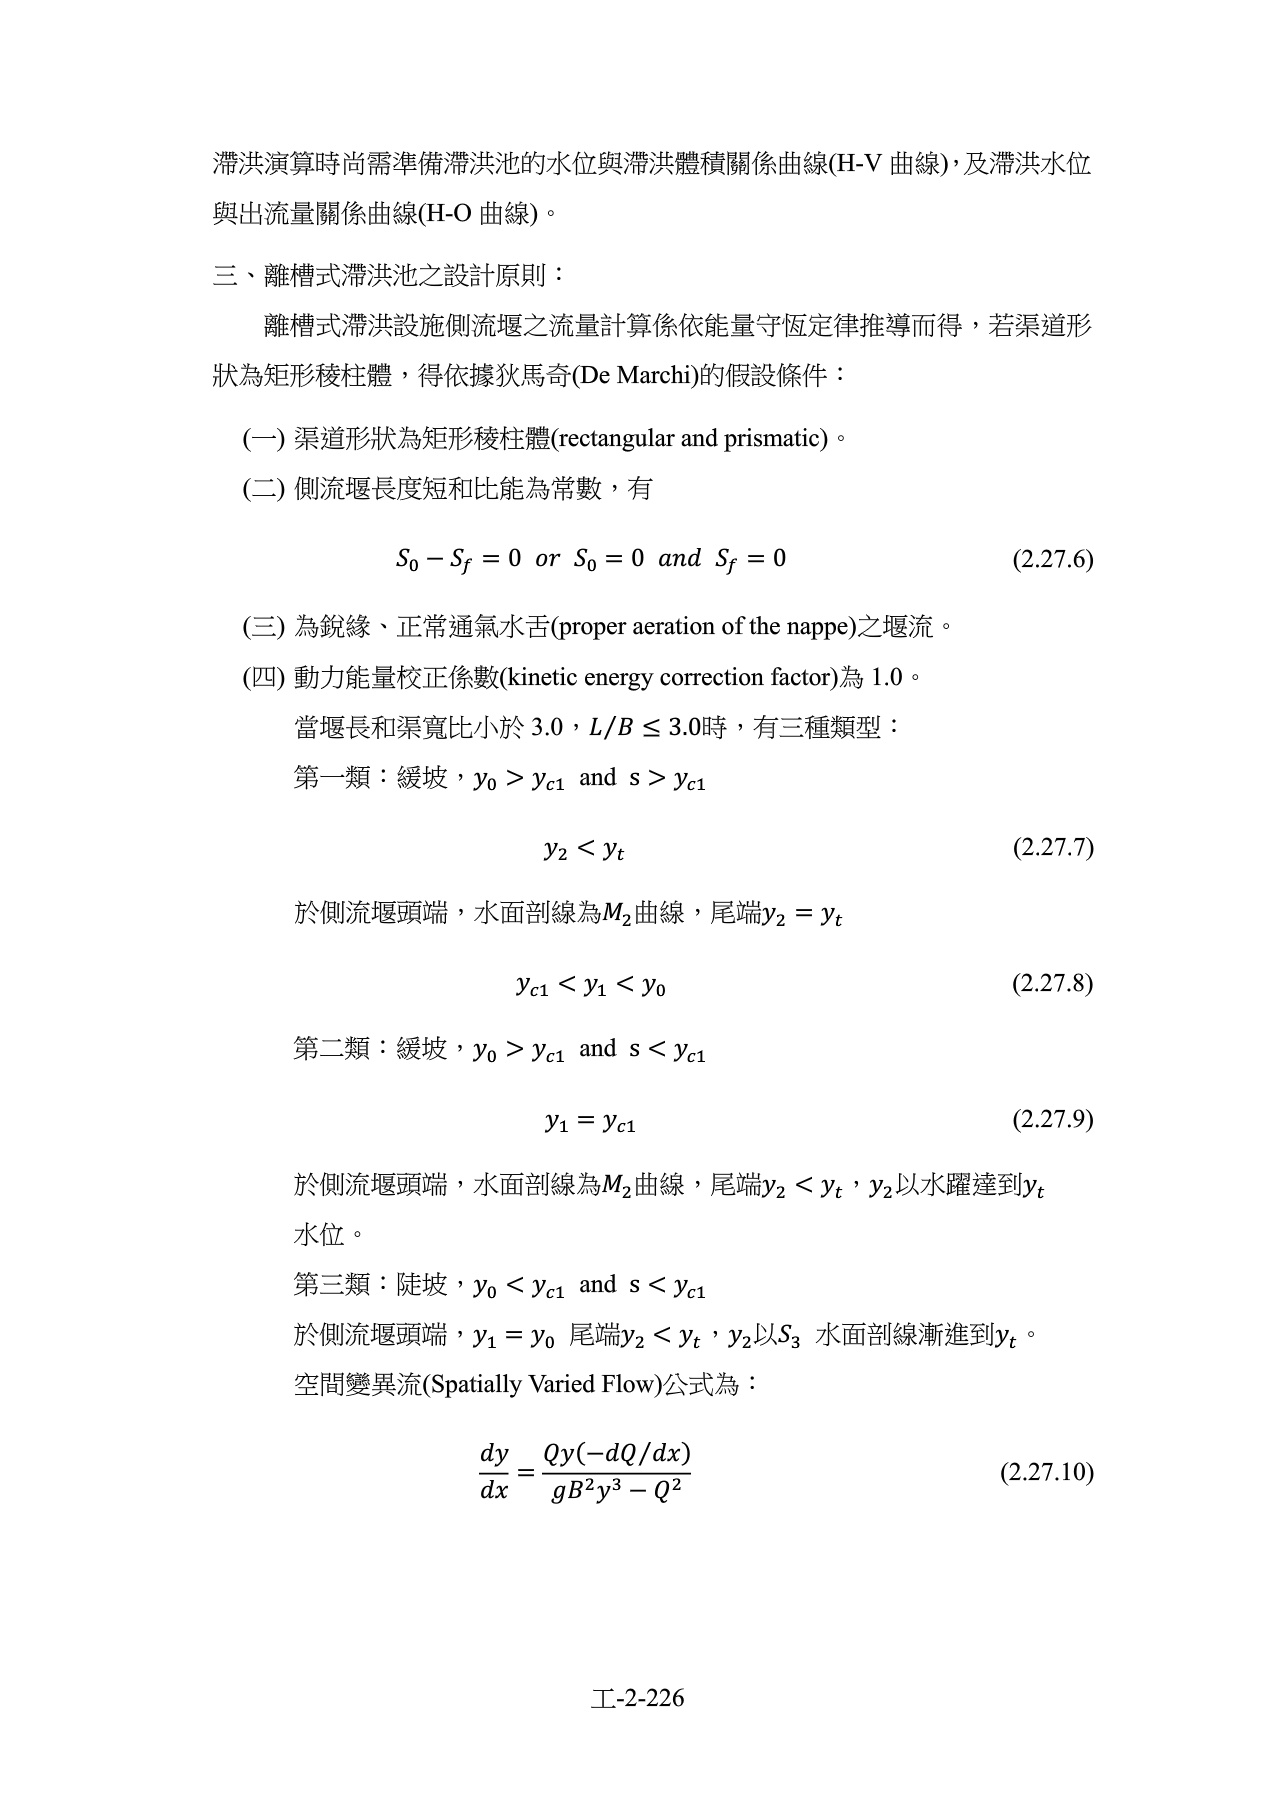 滯洪演算時尚需準備滯洪池的水位與滯洪體積關係曲線(H-V 曲線)，及滯洪水位
與出流量關係曲線(H-O 曲線)。
三、離槽式滯洪池之設計原則：
離槽式滯洪設施側流堰之流量計算係依能量守恆定律推導而得，若渠道形
狀為矩形稜柱體，得依據狄馬奇(De Marchi)的假設條件：
(一) 渠道形狀為矩形稜柱體(rectangular and prismatic)。
(二) 側流堰長度短和比能為常數，有
$S_0 - S_f = 0 \;\; or \;\; S_0 = 0 \;\; and \;\; S_f = 0$ (2.27.6)
(三) 為銳緣、正常通氣水舌(proper aeration of the nappe)之堰流。
(四) 動力能量校正係數(kinetic energy correction factor)為 1.0。
當堰長和渠寬比小於 3.0，$L/B \leq 3.0$時，有三種類型：
第一類：緩坡，$y_0 > y_{c1}$ and $s > y_{c1}$
$y_2 < y_t$ (2.27.7)
於側流堰頭端，水面剖線為$M_2$曲線，尾端$y_2 = y_t$
$y_{c1} < y_1 < y_0$ (2.27.8)
第二類：緩坡，$y_0 > y_{c1}$ and $s < y_{c1}$
$y_1 = y_{c1}$ (2.27.9)
於側流堰頭端，水面剖線為$M_2$曲線，尾端$y_2 < y_t$，$y_2$以水躍達到$y_t$
水位。
第三類：陡坡，$y_0 < y_{c1}$ and $s < y_{c1}$
於側流堰頭端，$y_1 = y_0$ 尾端$y_2 < y_t$，$y_2$以$S_3$ 水面剖線漸進到$y_t$。
空間變異流(Spatially Varied Flow)公式為：
$\frac{dy}{dx} = \frac{Qy(-dQ/dx)}{gB^2y^3 - Q^2}$ (2.27.10)
工-2-226